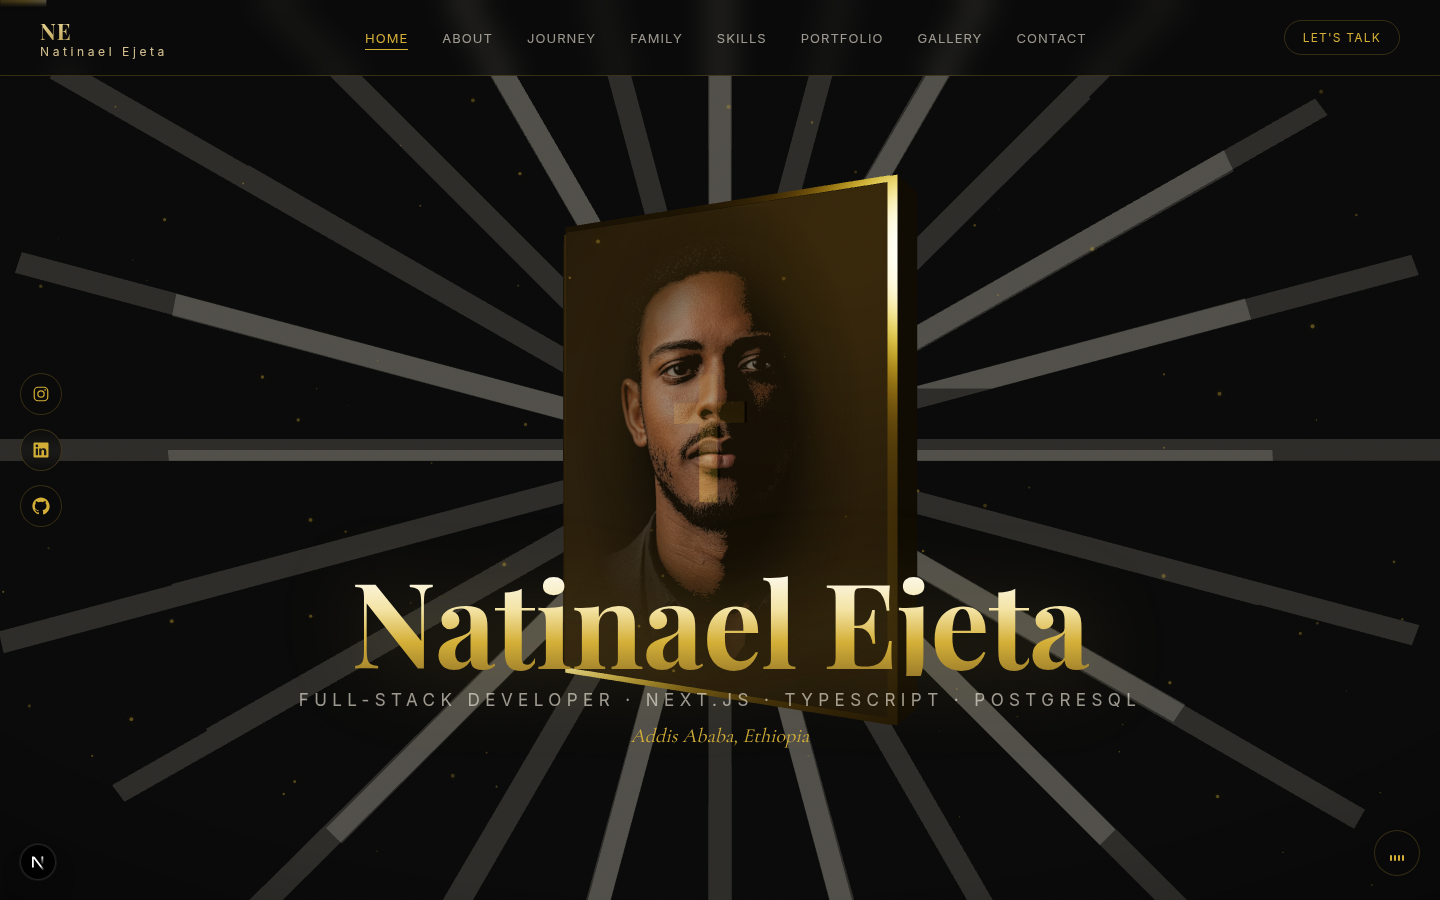 NE
Natinael Ejeta
HOME ABOUT JOURNEY FAMILY SKILLS PORTFOLIO GALLERY CONTACT
LET'S TALK
Natinael Ejeta
FULL-STACK DEVELOPER · NEXT.JS · TYPESCRIPT · POSTGRESQL
Addis Ababa, Ethiopia
N